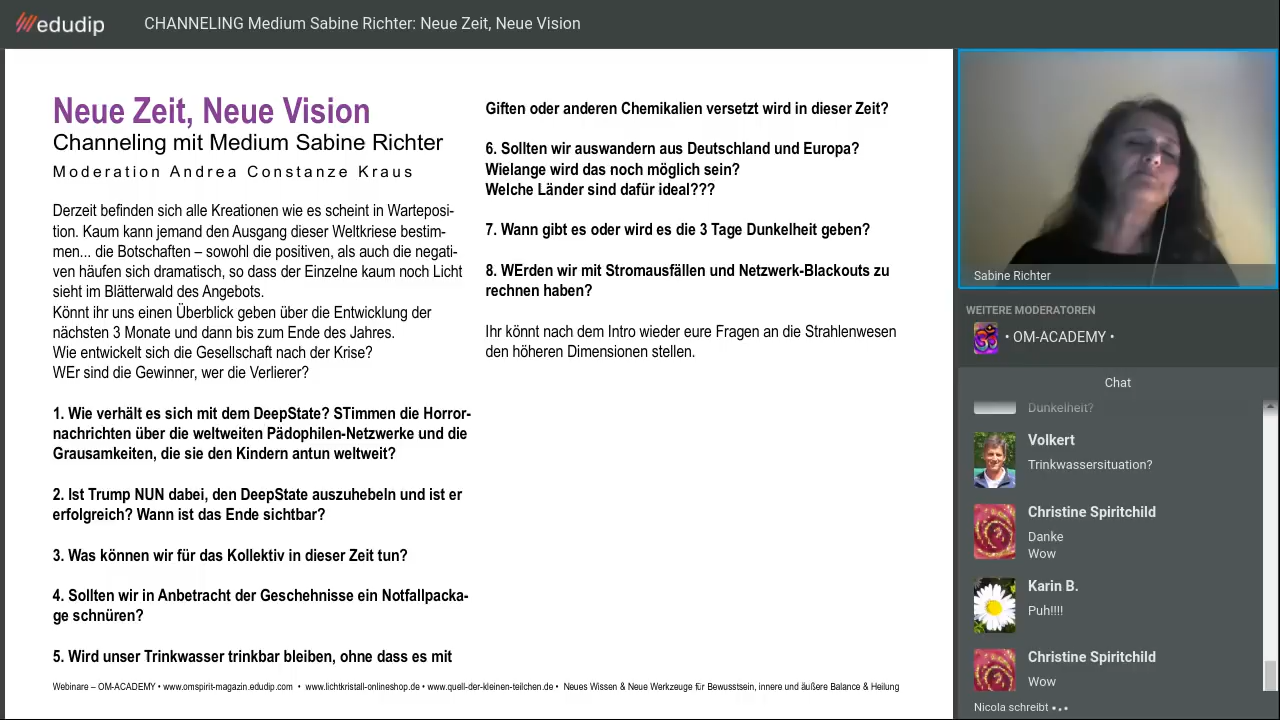 edudip
CHANNELING Medium Sabine Richter: Neue Zeit, Neue Vision
Neue Zeit, Neue Vision
Channeling mit Medium Sabine Richter
Moderation Andrea Constanze Kraus
Derzeit befinden sich alle Kreationen wie es scheint in Warteposi-
tion. Kaum kann jemand den Ausgang dieser Weltkriese bestim-
men... die Botschaften – sowohl die positiven, als auch die negati-
ven häufen sich dramatisch, so dass der Einzelne kaum noch Licht
sieht im Blätterwald des Angebots.
Könnt ihr uns einen Überblick geben über die Entwicklung der
nächsten 3 Monate und dann bis zum Ende des Jahres.
Wie entwickelt sich die Gesellschaft nach der Krise?
WEr sind die Gewinner, wer die Verlierer?
1. Wie verhält es sich mit dem DeepState? STimmen die Horror-
nachrichten über die weltweiten Pädophilen-Netzwerke und die
Grausamkeiten, die sie den Kindern antun weltweit?
2. Ist Trump NUN dabei, den DeepState auszuhebeln und ist er
erfolgreich? Wann ist das Ende sichtbar?
3. Was können wir für das Kollektiv in dieser Zeit tun?
4. Sollten wir in Anbetracht der Geschehnisse ein Notfallpacka-
ge schnüren?
5. Wird unser Trinkwasser trinkbar bleiben, ohne dass es mit
Giften oder anderen Chemikalien versetzt wird in dieser Zeit?
6. Sollten wir auswandern aus Deutschland und Europa?
Wielange wird das noch möglich sein?
Welche Länder sind dafür ideal???
7. Wann gibt es oder wird es die 3 Tage Dunkelheit geben?
8. WErden wir mit Stromausfällen und Netzwerk-Blackouts zu
rechnen haben?
Ihr könnt nach dem Intro wieder eure Fragen an die Strahlenwesen
den höheren Dimensionen stellen.
Webinare – OM-ACADEMY • www.omspirit-magazin.edudip.com • www.lichtkristall-onlineshop.de • www.quell-der-kleinen-teilchen.de • Neues Wissen & Neue Werkzeuge für Bewusstsein, innere und äußere Balance & Heilung
Sabine Richter
WEITERE MODERATOREN
• OM-ACADEMY •
Chat
Dunkelheit?
Volkert
Trinkwassersituation?
Christine Spiritchild
Danke
Wow
Karin B.
Puh!!!!
Christine Spiritchild
Wow
Nicola schreibt •••